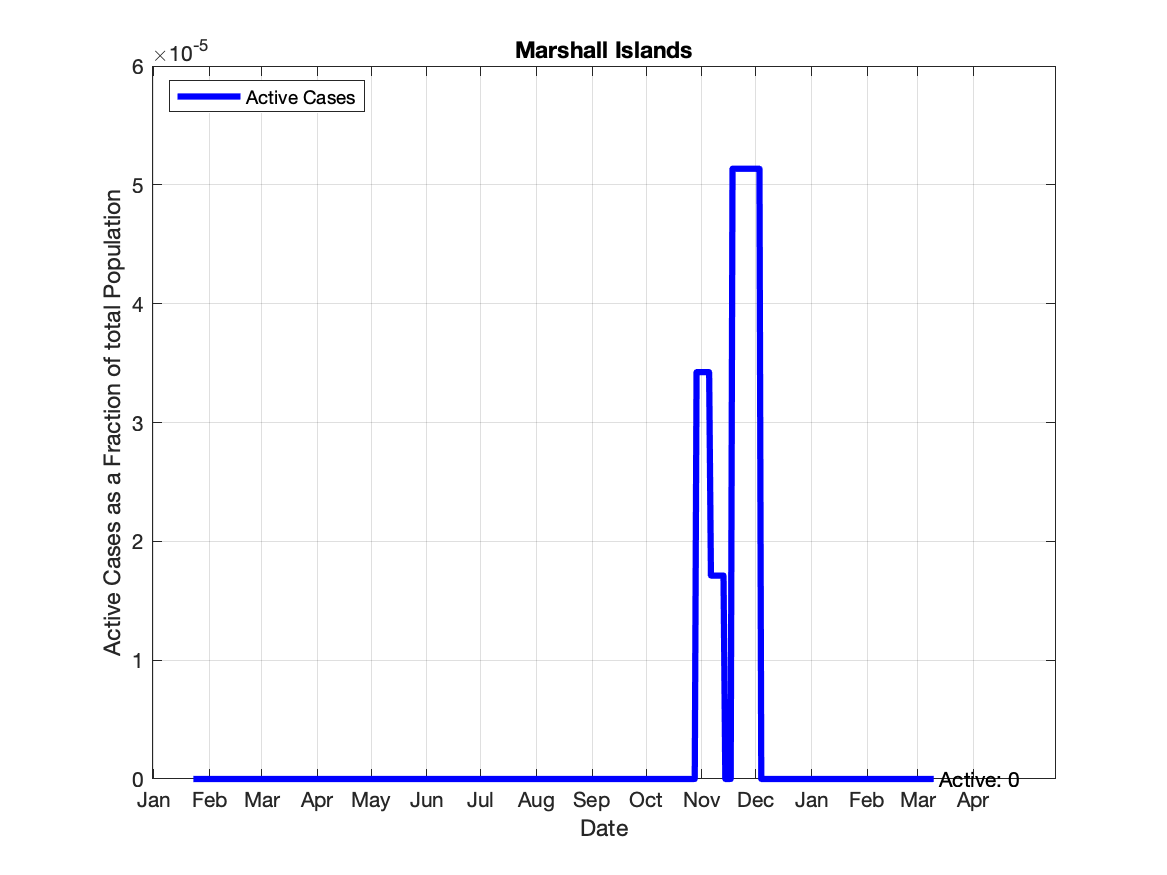 Marshall Islands
×10-5
Active Cases
6
5
4
3
2
1
0
Active Cases as a Fraction of total Population
Active: 0
Jan Feb Mar Apr May Jun Jul Aug Sep Oct Nov Dec Jan Feb Mar Apr
Date